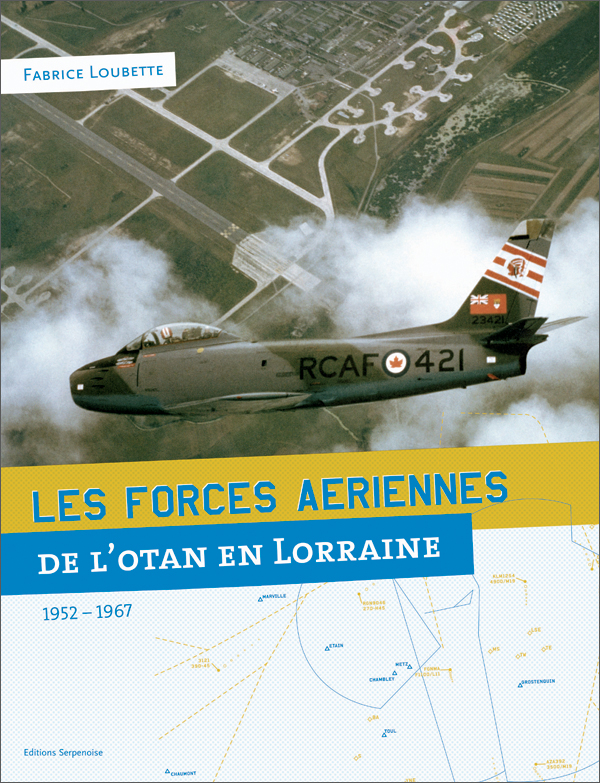 Fabrice Loubette
23421
RCAF 421
LES FORCES AERIENNES
DE L'OTAN EN LORRAINE
1952 – 1967
MARVILLE
ETAIN
METZ
CHAMBLEY
GROSTENQUIN
TOUL
CHAUMONT
Editions Serpenoise